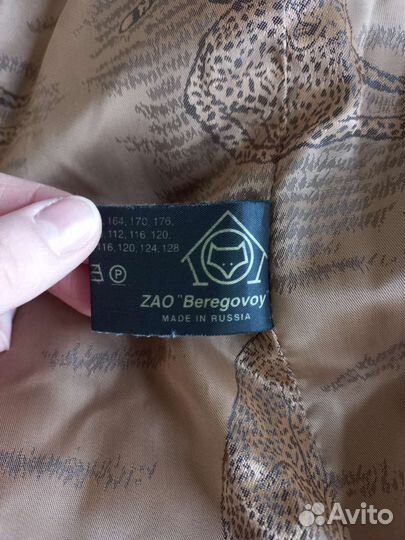 164, 170, 176,
112, 116 120
116, 120, 124, 128
P
ZAO "Beregovoy
MADE IN RUSSIA
Avito